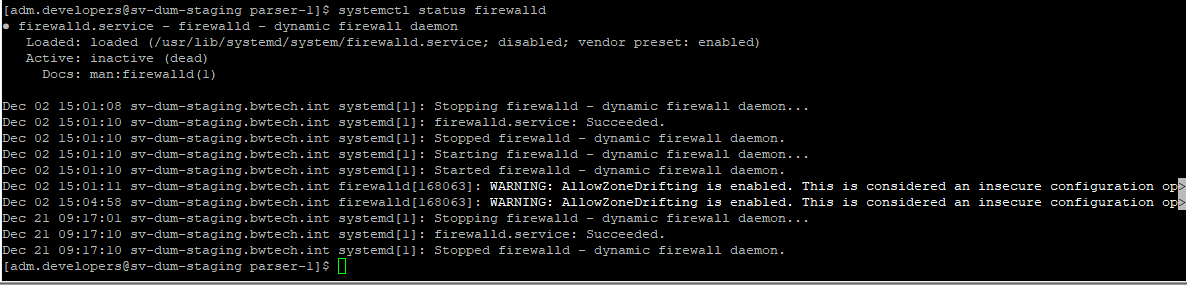 [adm.developers@sv-dum-staging parser-1]$ systemctl status firewalld
● firewalld.service - firewalld - dynamic firewall daemon
   Loaded: loaded (/usr/lib/systemd/system/firewalld.service; disabled; vendor preset: enabled)
   Active: inactive (dead)
     Docs: man:firewalld(1)

Dec 02 15:01:08 sv-dum-staging.bwtech.int systemd[1]: Stopping firewalld - dynamic firewall daemon...
Dec 02 15:01:10 sv-dum-staging.bwtech.int systemd[1]: firewalld.service: Succeeded.
Dec 02 15:01:10 sv-dum-staging.bwtech.int systemd[1]: Stopped firewalld - dynamic firewall daemon.
Dec 02 15:01:10 sv-dum-staging.bwtech.int systemd[1]: Starting firewalld - dynamic firewall daemon...
Dec 02 15:01:10 sv-dum-staging.bwtech.int systemd[1]: Started firewalld - dynamic firewall daemon.
Dec 02 15:01:11 sv-dum-staging.bwtech.int firewalld[168063]: WARNING: AllowZoneDrifting is enabled. This is considered an insecure configuration op>
Dec 02 15:04:58 sv-dum-staging.bwtech.int firewalld[168063]: WARNING: AllowZoneDrifting is enabled. This is considered an insecure configuration op>
Dec 21 09:17:01 sv-dum-staging.bwtech.int systemd[1]: Stopping firewalld - dynamic firewall daemon...
Dec 21 09:17:10 sv-dum-staging.bwtech.int systemd[1]: firewalld.service: Succeeded.
Dec 21 09:17:10 sv-dum-staging.bwtech.int systemd[1]: Stopped firewalld - dynamic firewall daemon.
[adm.developers@sv-dum-staging parser-1]$